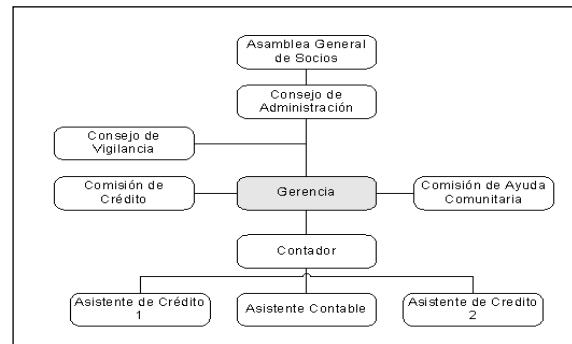 Asamblea General
de Socios
Consejo de
Administración
Consejo de
Vigilancia
Comisión de
Crédito
Gerencia
Comisión de Ayuda
Comunitaria
Contador
Asistente de Crédito
1
Asistente Contable
Asistente de Credito
2